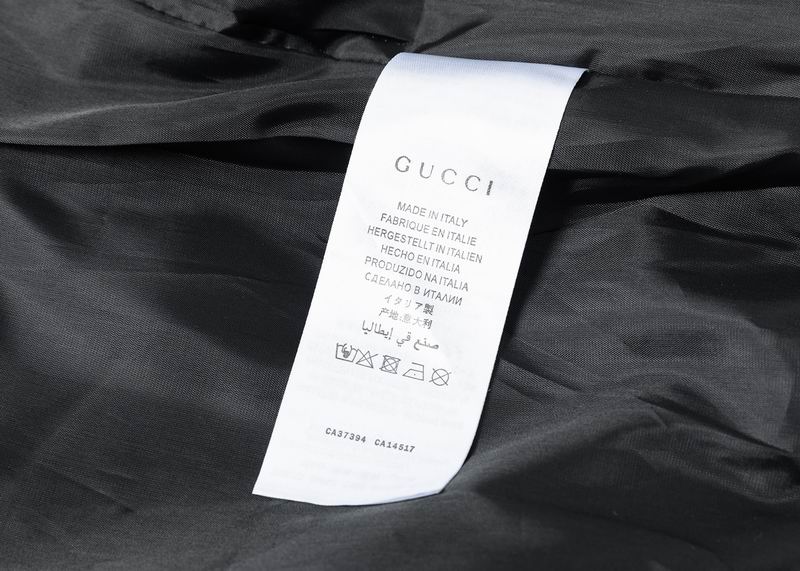 GUCCI
MADE IN ITALY
FABRIQUE EN ITALIE
HERGESTELLT IN ITALIEN
HECHO EN ITALIA
PRODUZIDO NA ITALIA
СДЕЛАНО В ИТАЛИИ
イタリア製
产地:意大利
صنع في إيطاليا
CA37394 CA14517